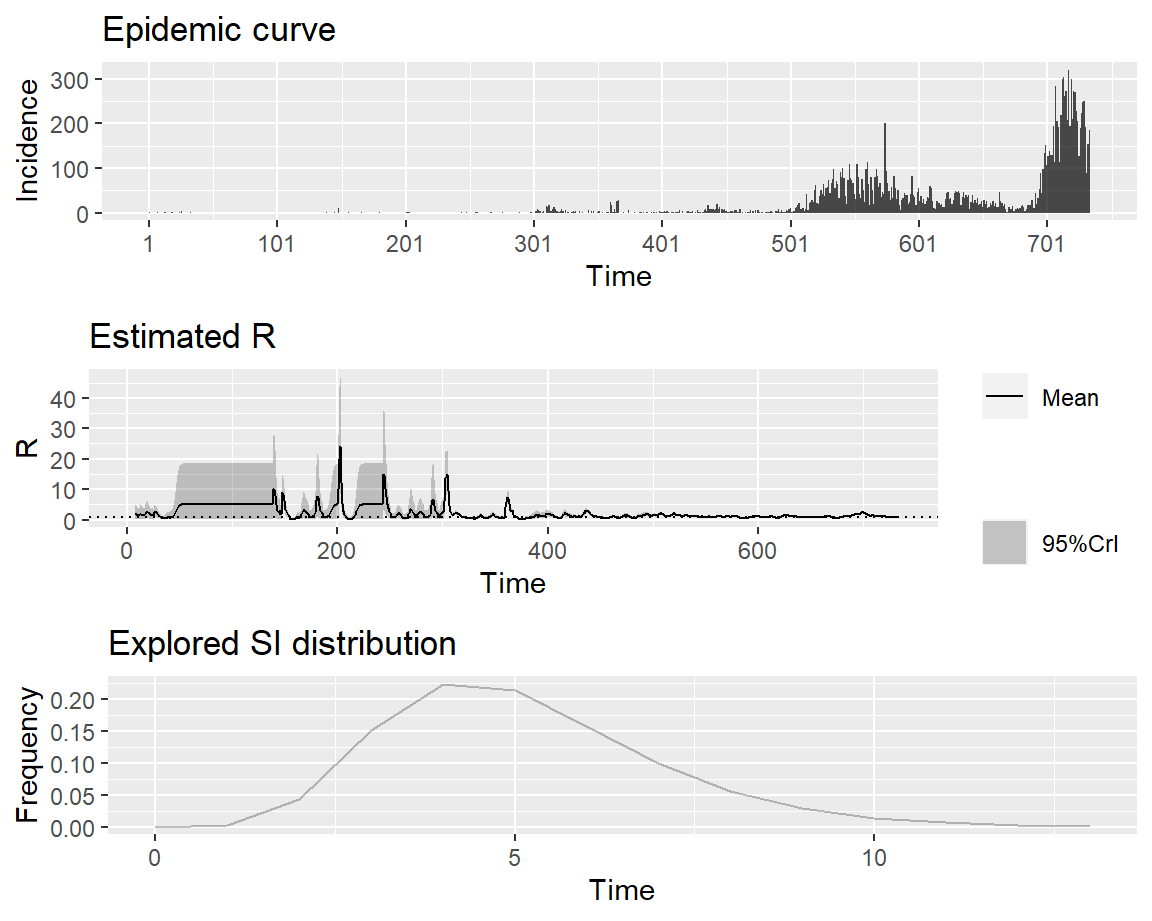 Epidemic curve
Incidence
300
200
100
0
1 101 201 301 401 501 601 701
Time
Estimated R
R
40
30
20
10
0
0 200 400 600
Time
Mean
95%CrI
Explored SI distribution
Frequency
0.20
0.15
0.10
0.05
0.00
0 5 10
Time